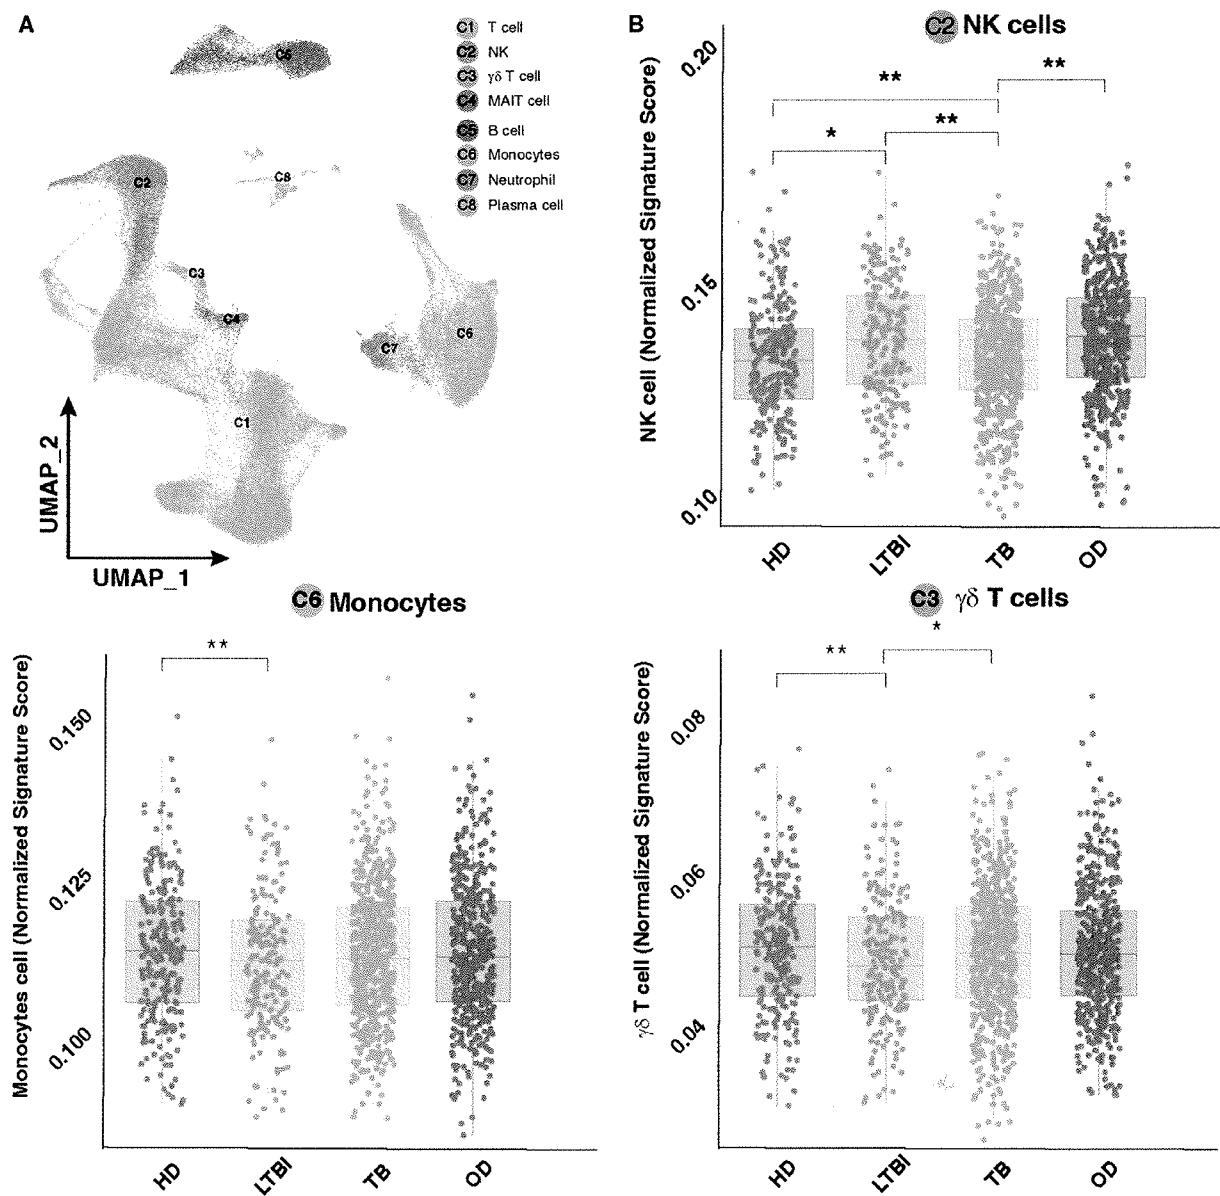 A
C1 T cell
C2 NK
C3 γδ T cell
C4 MAIT cell
C5 B cell
C6 Monocytes
C7 Neutrophil
C8 Plasma cell
C5
C2
C8
C3
C4
C7
C6
C1
UMAP_2
UMAP_1
B
C2 NK cells
NK cell (Normalized Signature Score)
0.20
0.15
0.10
**
**
*
**
HD
LTBI
TB
OD
C6 Monocytes
Monocytes cell (Normalized Signature Score)
0.150
0.125
0.100
**
HD
LTBI
TB
OD
C3 γδ T cells
γδ T cell (Normalized Signature Score)
0.08
0.06
0.04
**
*
HD
LTBI
TB
OD